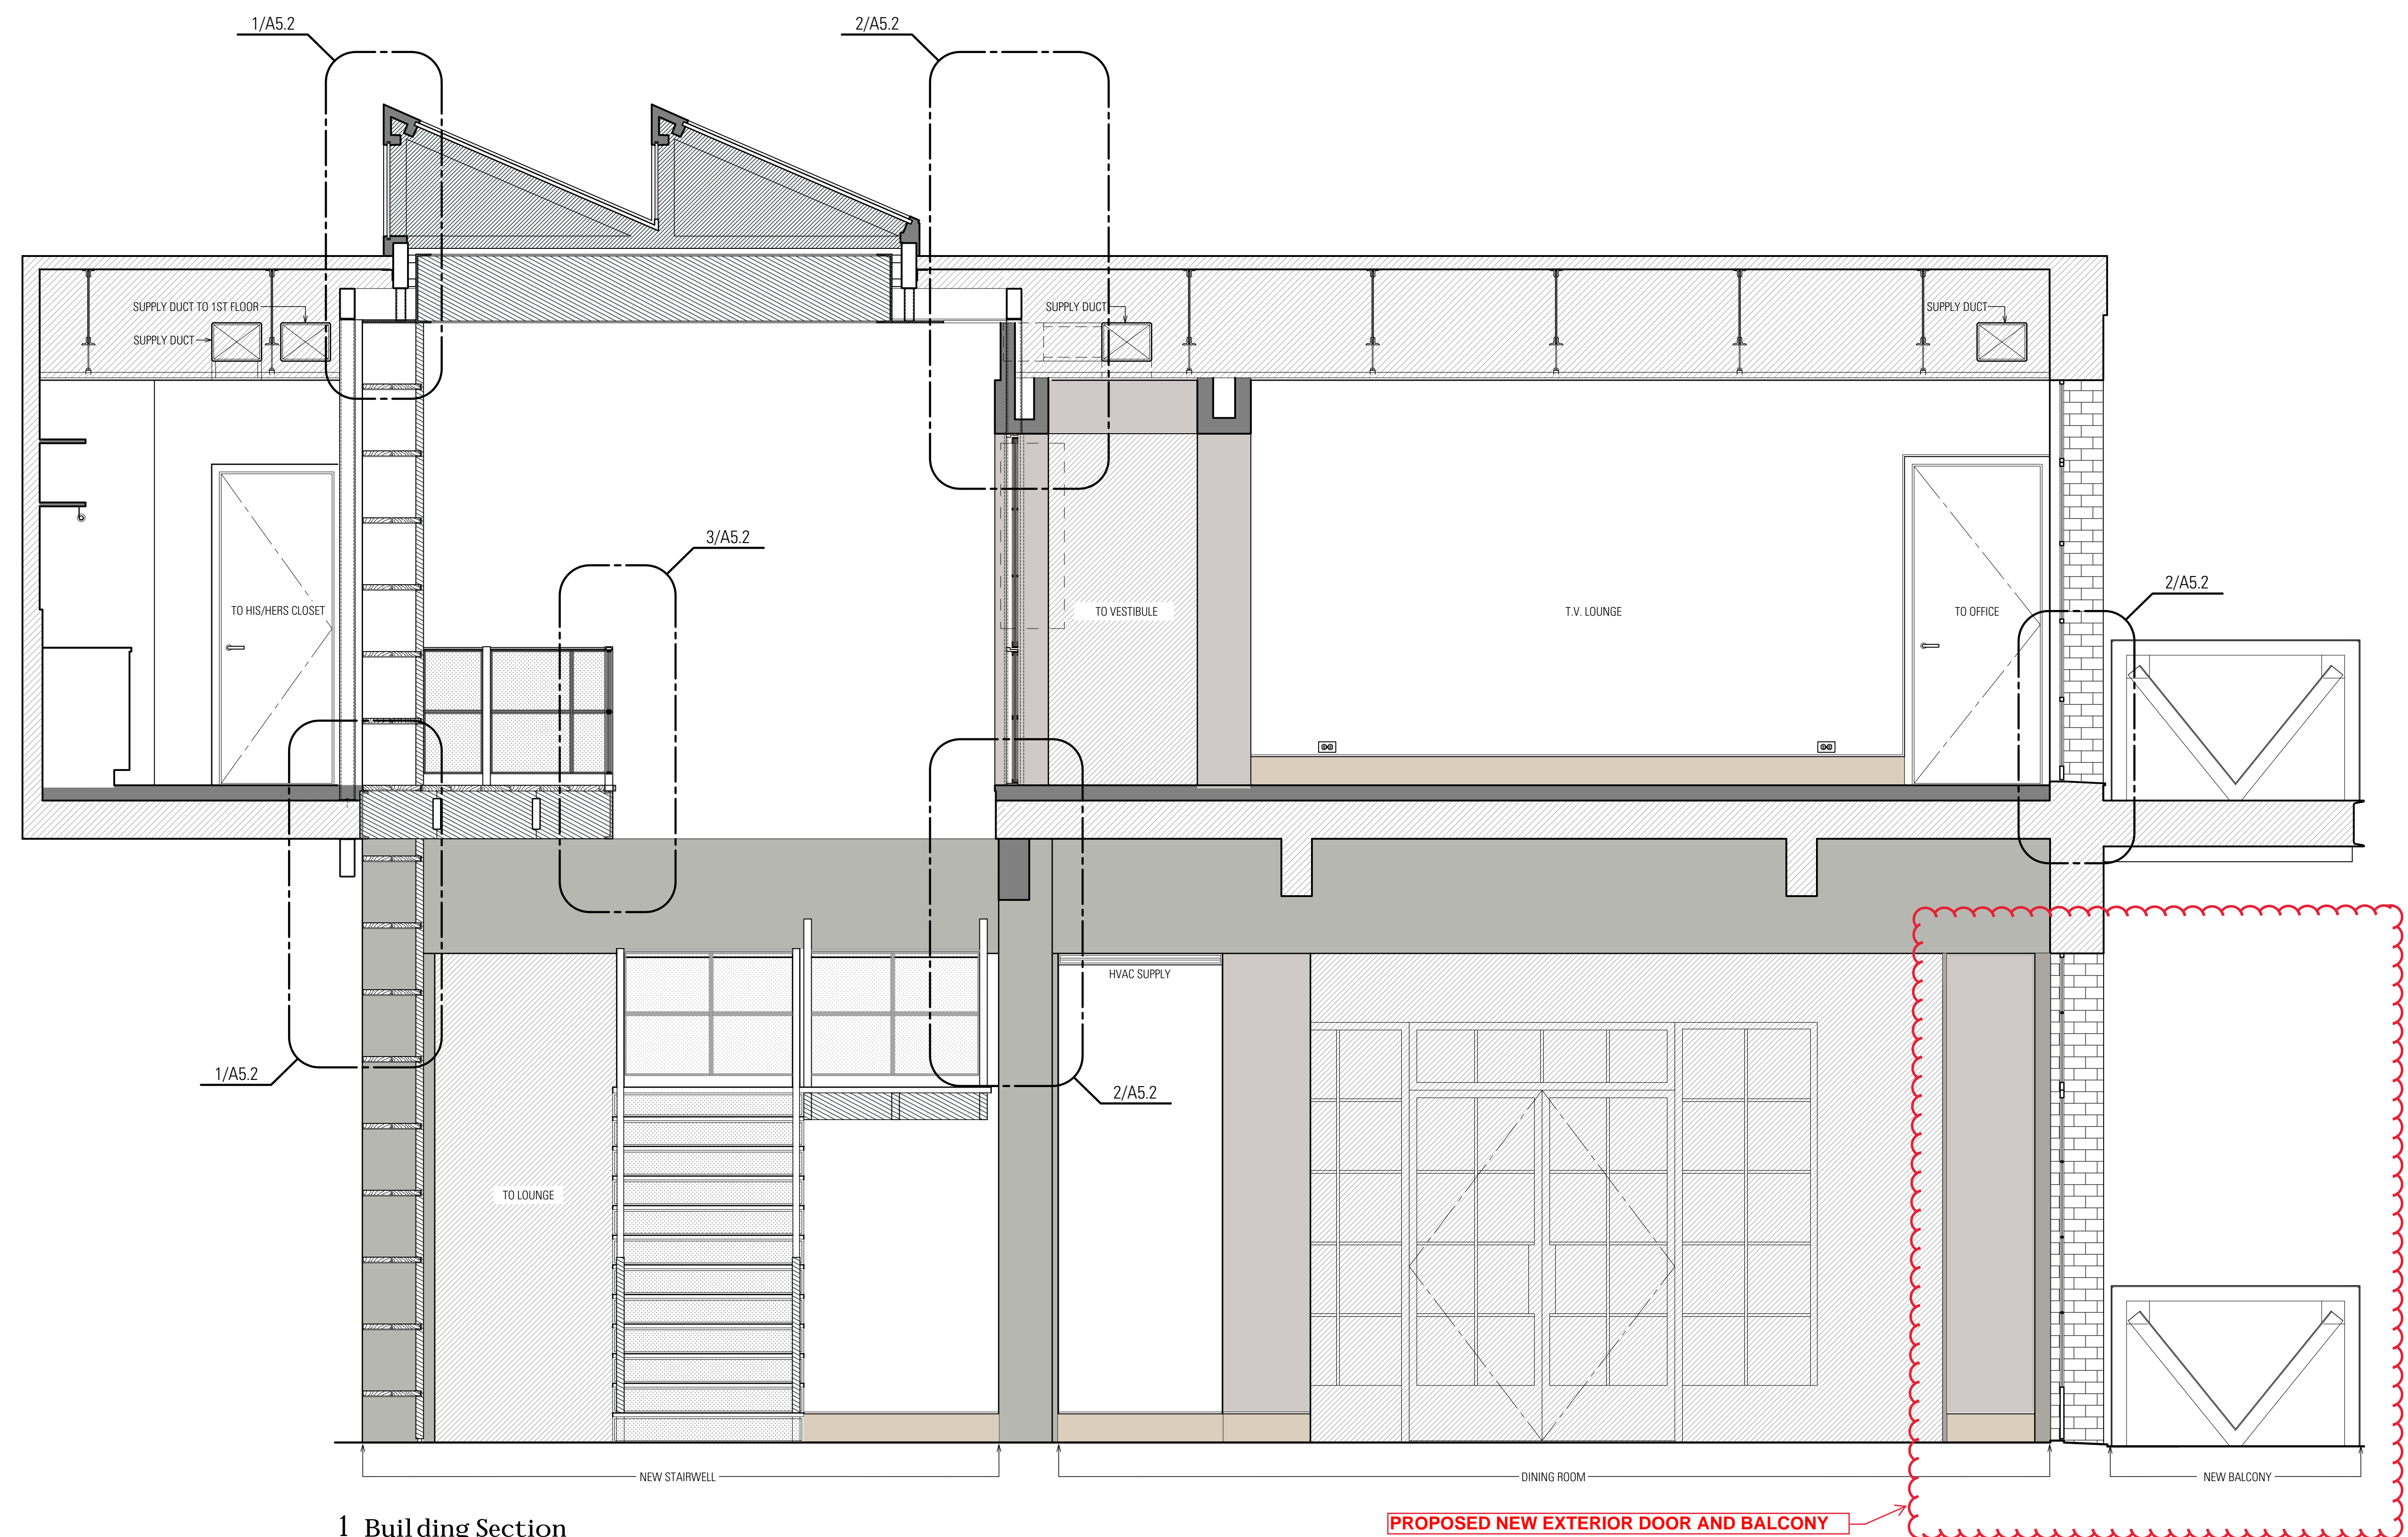 1/A5.2
2/A5.2
SUPPLY DUCT TO 1ST FLOOR
SUPPLY DUCT
SUPPLY DUCT
SUPPLY DUCT
3/A5.2
2/A5.2
TO HIS/HERS CLOSET
TO VESTIBULE
T.V. LOUNGE
TO OFFICE
HVAC SUPPLY
1/A5.2
2/A5.2
TO LOUNGE
NEW STAIRWELL
DINING ROOM
NEW BALCONY
PROPOSED NEW EXTERIOR DOOR AND BALCONY
1 Building Section